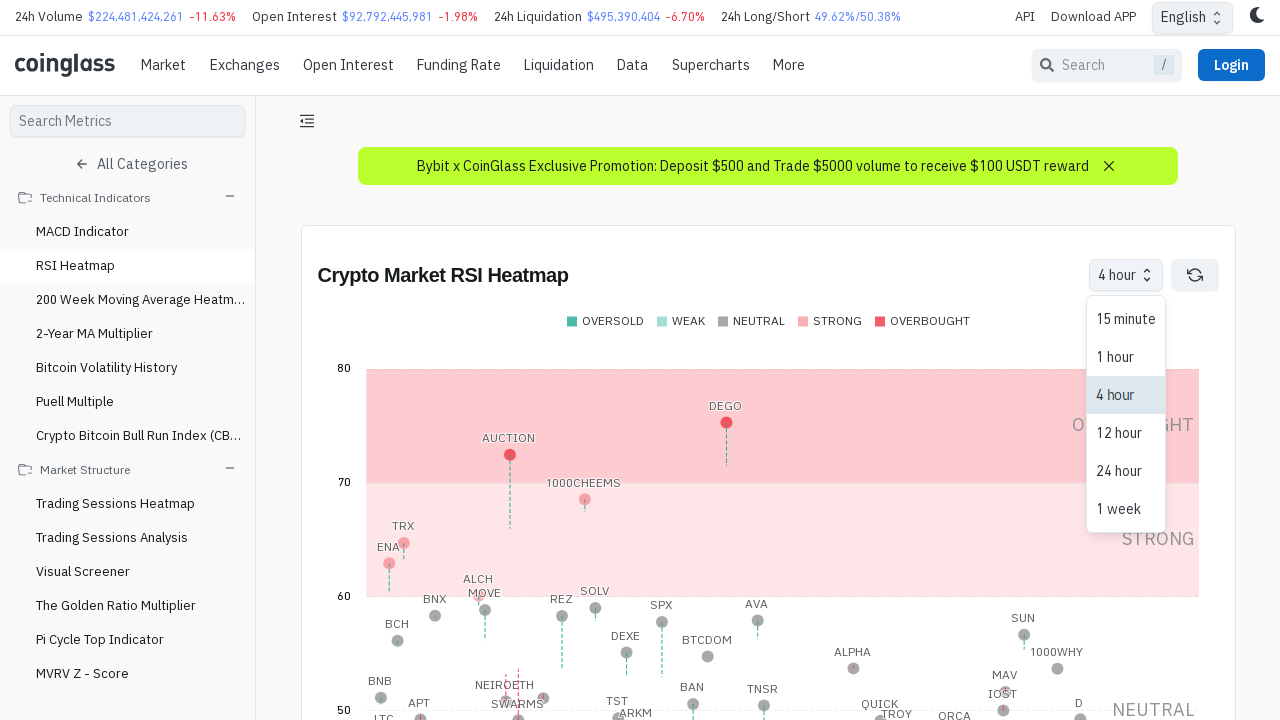 24h Volume $224,481,424,261 -11.63% Open Interest $92,792,445,981 -1.98% 24h Liquidation $495,390,404 -6.70% 24h Long/Short 49.62%/50.38% API Download APP English
coinglass Market Exchanges Open Interest Funding Rate Liquidation Data Supercharts More Search / Login
Search Metrics
All Categories
Technical Indicators
MACD Indicator
RSI Heatmap
200 Week Moving Average Heatm...
2-Year MA Multiplier
Bitcoin Volatility History
Puell Multiple
Crypto Bitcoin Bull Run Index (CB...
Market Structure
Trading Sessions Heatmap
Trading Sessions Analysis
Visual Screener
The Golden Ratio Multiplier
Pi Cycle Top Indicator
MVRV Z - Score
Bybit x CoinGlass Exclusive Promotion: Deposit $500 and Trade $5000 volume to receive $100 USDT reward
Crypto Market RSI Heatmap
4 hour
15 minute
1 hour
4 hour
12 hour
24 hour
1 week
OVERSOLD WEAK NEUTRAL STRONG OVERBOUGHT
80
DEGO
AUCTION
70
1000CHEEMS
TRX
STRONG
ENA
ALCH
MOVE
SOLV
60
BNX
REZ
SPX
AVA
SUN
BCH
DEXE
BTCDOM
ALPHA
1000WHY
MAV
BNB
NEIROETH
BAN
TNSR
IOST
APT
SWARMS
TST
QUICK
D
50
LTC
ARKM
TROY
ORCA
NEUTRAL